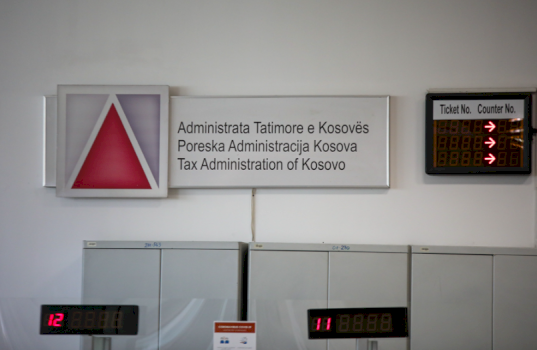 Administrata Tatimore e Kosovës
Poreska Administracija Kosova
Tax Administration of Kosovo
Ticket No. Counter No.
12
11